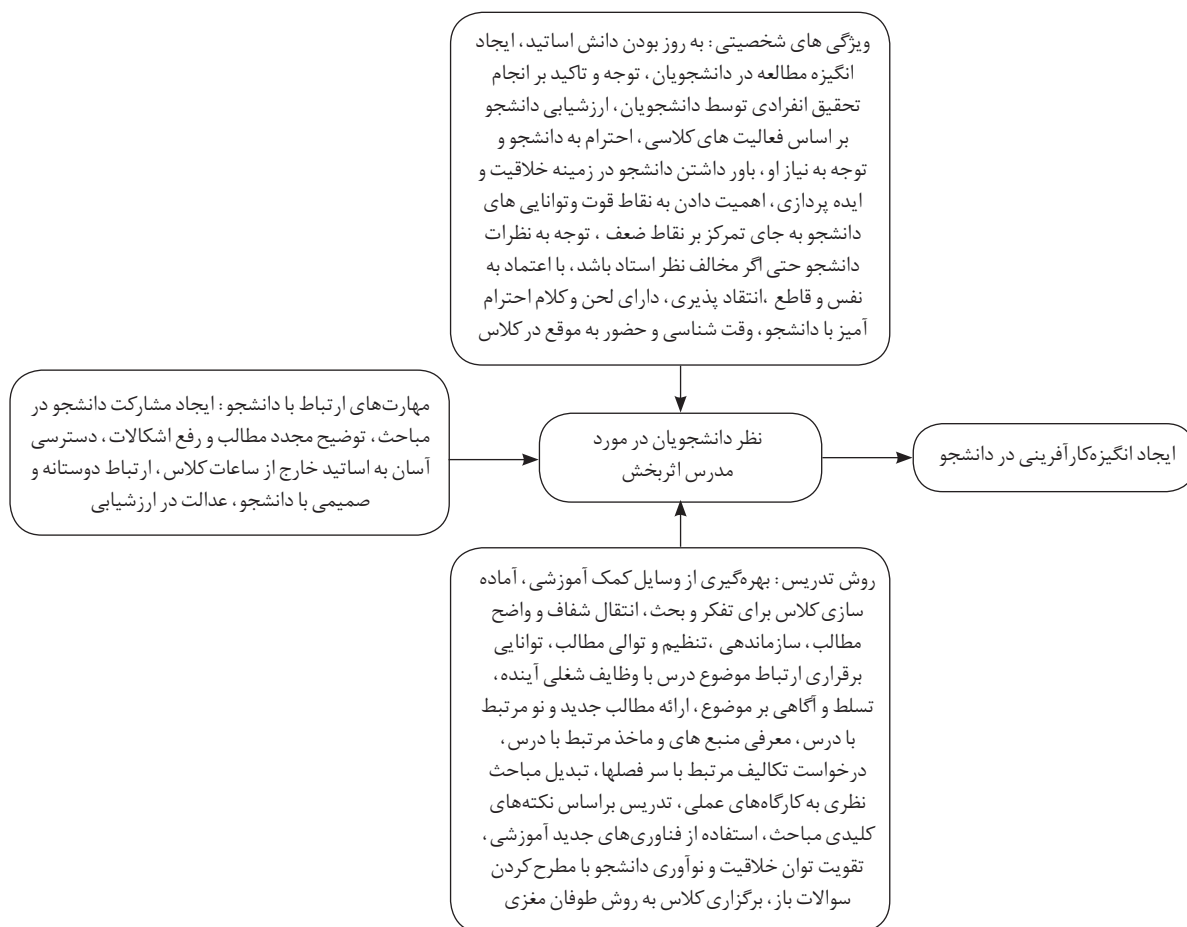 ویژگی های شخصیتی: به روز بودن دانش اساتید، ایجاد
انگیزه مطالعه در دانشجویان، توجه و تاکید بر انجام
تحقیق انفرادی توسط دانشجویان، ارزشیابی دانشجو
بر اساس فعالیت های کلاسی، احترام به دانشجو و
توجه به نیاز او، باور داشتن دانشجو در زمینه خلاقیت و
ایده پردازی، اهمیت دادن به نقاط قوت وتوانایی های
دانشجو به جای تمرکز بر نقاط ضعف ، توجه به نظرات
دانشجو حتی اگر مخالف نظر استاد باشد، با اعتماد به
نفس و قاطع ،انتقاد پذیری، دارای لحن و کلام احترام
آمیز با دانشجو، وقت شناسی و حضور به موقع در کلاس
مهارت‌های ارتباط با دانشجو: ایجاد مشارکت دانشجو در
مباحث، توضیح مجدد مطالب و رفع اشکالات، دسترسی
آسان به اساتید خارج از ساعات کلاس، ارتباط دوستانه و
صمیمی با دانشجو، عدالت در ارزشیابی
نظر دانشجویان در مورد
مدرس اثربخش
ایجاد انگیزه‌کارآفرینی در دانشجو
روش تدریس: بهره‌گیری از وسایل کمک آموزشی، آماده
سازی کلاس برای تفکر و بحث، انتقال شفاف و واضح
مطالب، سازماندهی ،تنظیم و توالی مطالب، توانایی
برقراری ارتباط موضوع درس با وظایف شغلی آینده،
تسلط و آگاهی بر موضوع، ارائه مطالب جدید و نو مرتبط
با درس، معرفی منبع های و ماخذ مرتبط با درس،
درخواست تکالیف مرتبط با سر فصلها، تبدیل مباحث
نظری به کارگاه‌های عملی، تدریس براساس نکته‌های
کلیدی مباحث، استفاده از فناوری‌های جدید آموزشی،
تقویت توان خلاقیت و نوآوری دانشجو با مطرح کردن
سوالات باز، برگزاری کلاس به روش طوفان مغزی